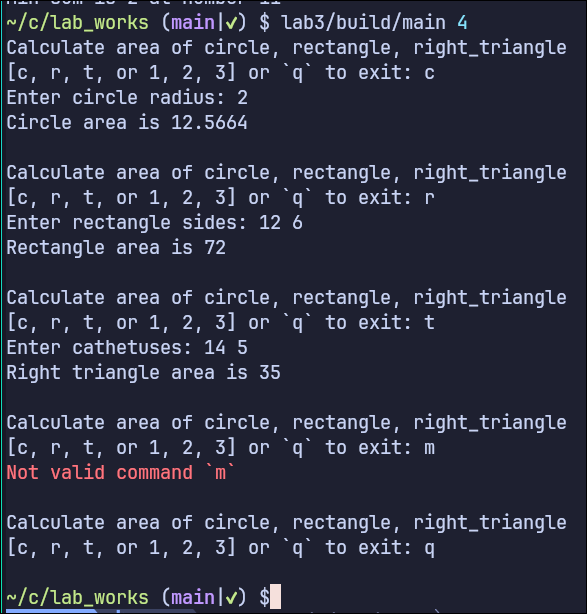 ~/c/lab_works (main|✔) $ lab3/build/main 4
Calculate area of circle, rectangle, right_triangle
[c, r, t, or 1, 2, 3] or `q` to exit: c
Enter circle radius: 2
Circle area is 12.5664
Calculate area of circle, rectangle, right_triangle
[c, r, t, or 1, 2, 3] or `q` to exit: r
Enter rectangle sides: 12 6
Rectangle area is 72
Calculate area of circle, rectangle, right_triangle
[c, r, t, or 1, 2, 3] or `q` to exit: t
Enter cathetuses: 14 5
Right triangle area is 35
Calculate area of circle, rectangle, right_triangle
[c, r, t, or 1, 2, 3] or `q` to exit: m
Not valid command `m`
Calculate area of circle, rectangle, right_triangle
[c, r, t, or 1, 2, 3] or `q` to exit: q
~/c/lab_works (main|✔) $